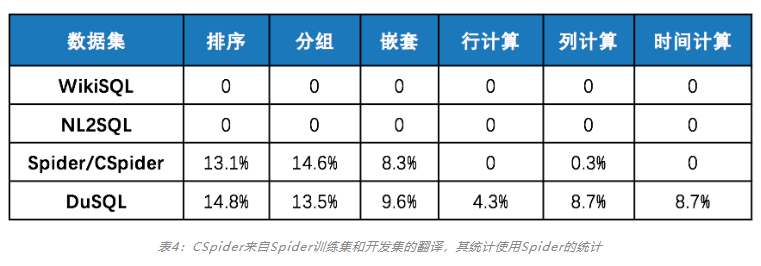 数据集 排序 分组 嵌套 行计算 列计算 时间计算
WikiSQL 0 0 0 0 0 0
NL2SQL 0 0 0 0 0 0
Spider/CSpider 13.1% 14.6% 8.3% 0 0.3% 0
DuSQL 14.8% 13.5% 9.6% 4.3% 8.7% 8.7%
表4：CSpider来自Spider训练集和开发集的翻译，其统计使用Spider的统计